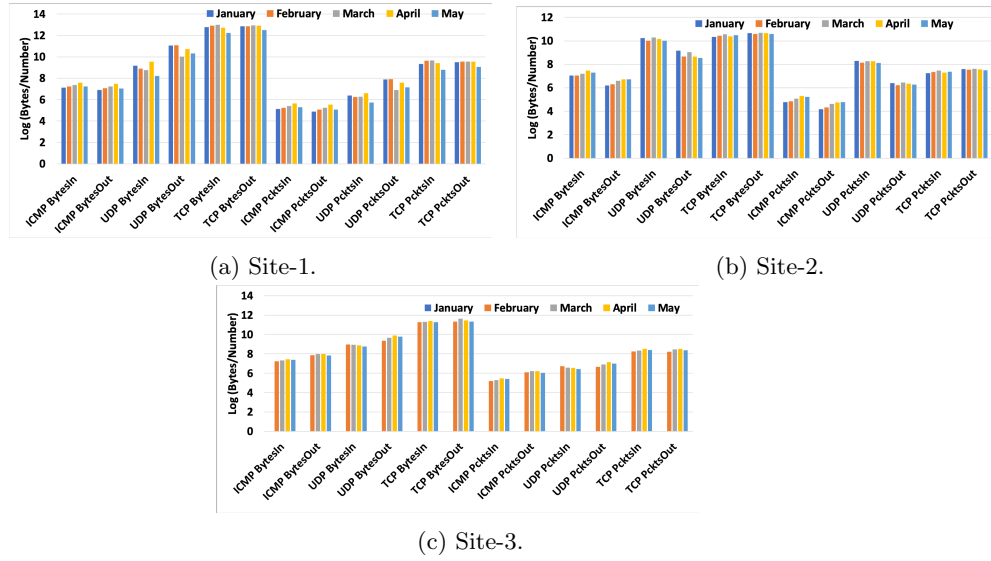 January February March April May
Log (Bytes/Number)
14
12
10
8
6
4
2
0
ICMP BytesIn
ICMP BytesOut
UDP BytesIn
UDP BytesOut
TCP BytesIn
TCP BytesOut
ICMP PcktsIn
ICMP PcktsOut
UDP PcktsIn
UDP PcktsOut
TCP PcktsIn
TCP PcktsOut
(a) Site-1.
January February March April May
Log (Bytes/Number)
12
10
8
6
4
2
0
ICMP BytesIn
ICMP BytesOut
UDP BytesIn
UDP BytesOut
TCP BytesIn
TCP BytesOut
ICMP PcktsIn
ICMP PcktsOut
UDP PcktsIn
UDP PcktsOut
TCP PcktsIn
TCP PcktsOut
(b) Site-2.
January February March April May
Log (Bytes/Number)
14
12
10
8
6
4
2
0
ICMP BytesIn
ICMP BytesOut
UDP BytesIn
UDP BytesOut
TCP BytesIn
TCP BytesOut
ICMP PcktsIn
ICMP PcktsOut
UDP PcktsIn
UDP PcktsOut
TCP PcktsIn
TCP PcktsOut
(c) Site-3.